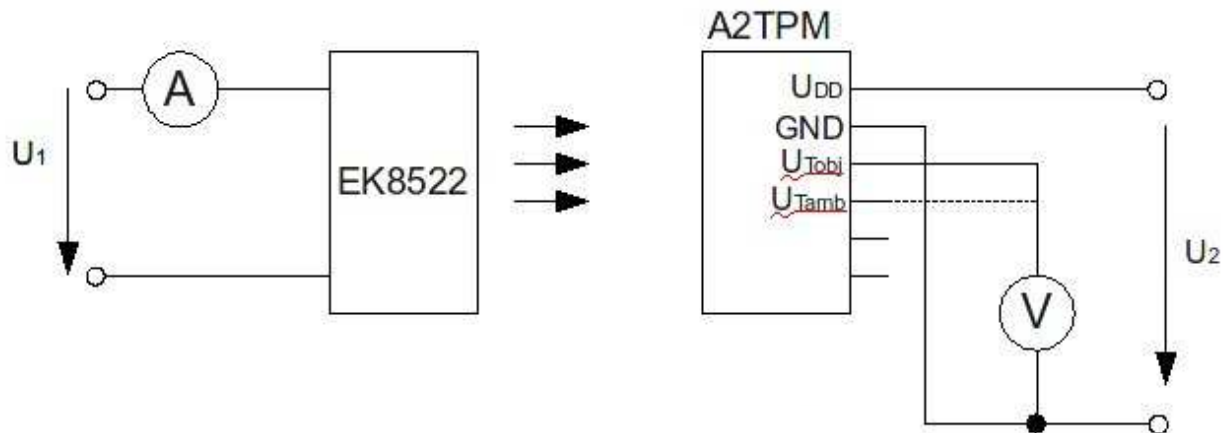 A2TPM
A
UDD
GND
U1
EK8522
UTobj
UTamb
U2
V